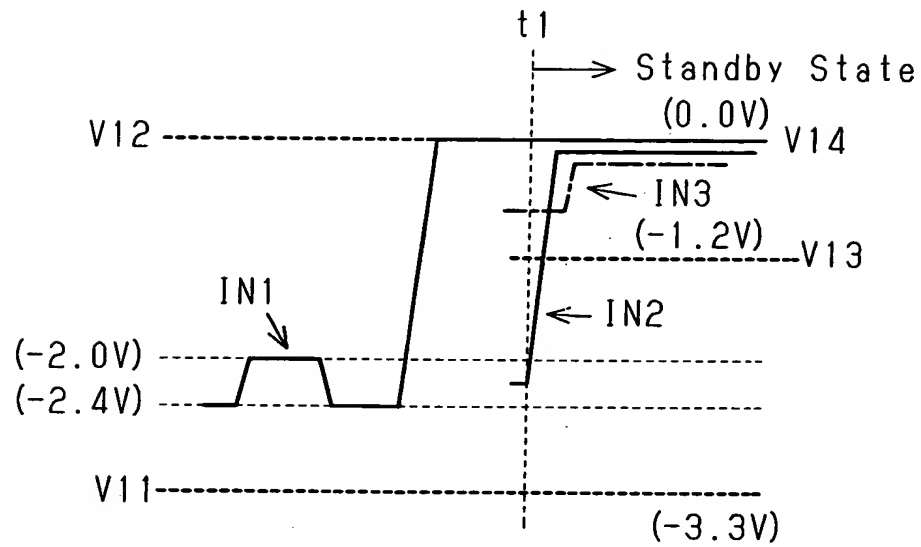 t1
Standby State
(0.0V)
V12
V14
IN3
(-1.2V)
V13
IN1
IN2
(-2.0V)
(-2.4V)
V11
(-3.3V)